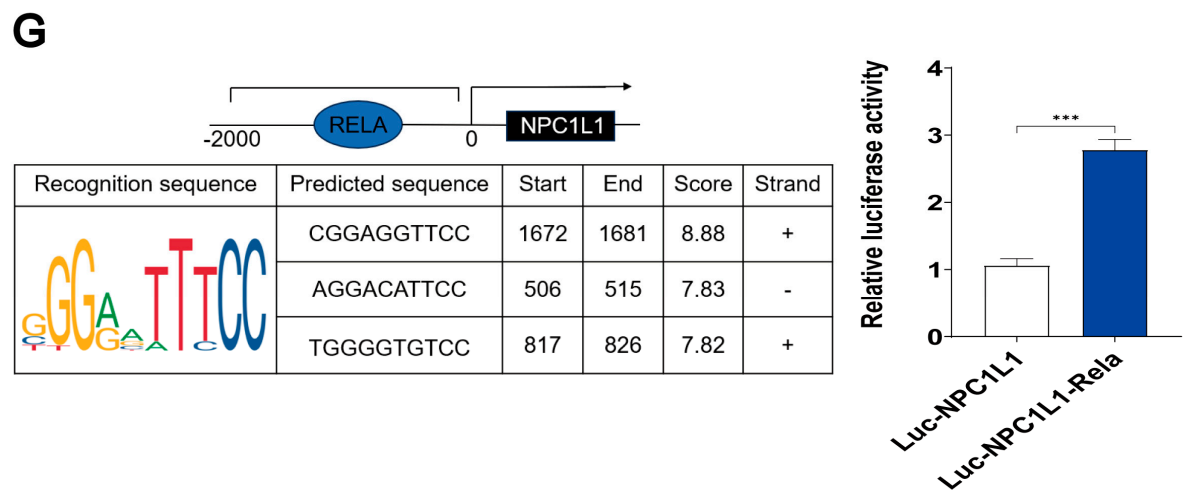 G
RELA
-2000
0
NPC1L1
Recognition sequence Predicted sequence Start End Score Strand
CGGAGGTTCC 1672 1681 8.88 +
AGGACATTCC 506 515 7.83 -
TGGGGTGTCC 817 826 7.82 +
GGGAATTTCC
Relative luciferase activity
4
3
2
1
0
***
Luc-NPC1L1
Luc-NPC1L1-Rela